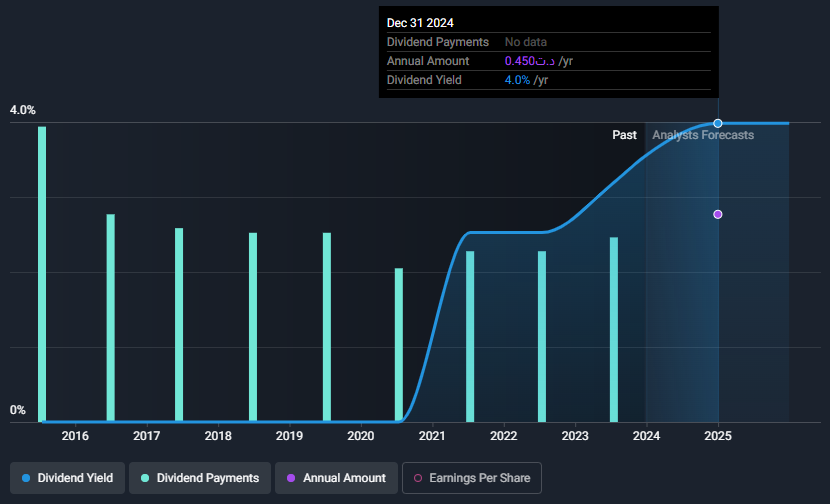 Dec 31 2024
Dividend Payments No data
Annual Amount د.ت0.450 /yr
Dividend Yield 4.0% /yr
4.0%
Past Analysts Forecasts
0%
2016 2017 2018 2019 2020 2021 2022 2023 2024 2025
Dividend Yield Dividend Payments Annual Amount Earnings Per Share